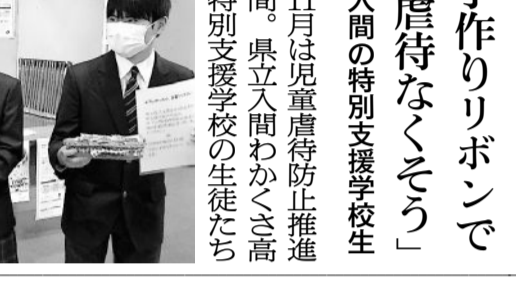 手作りリボンで
虐待なくそう」
入間の特別支援学校生
11月は児童虐待防止推進
間。県立入間わかくさ高
特別支援学校の生徒たち